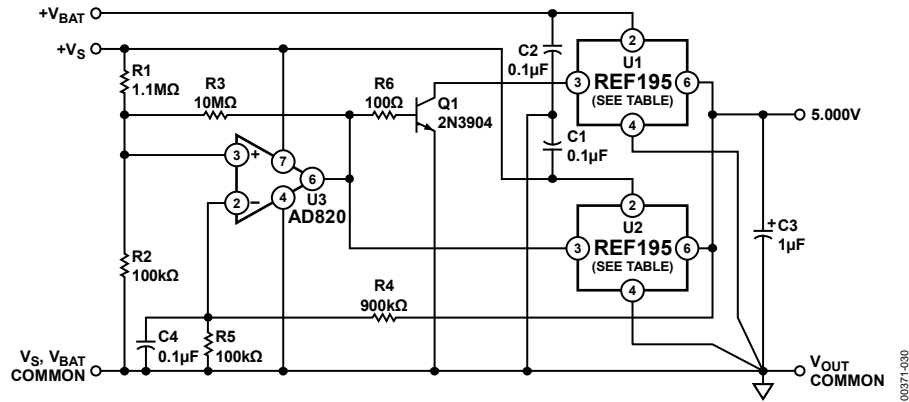 +VBAT
+VS
R1
1.1MΩ
R3
10MΩ
R6
100Ω
Q1
2N3904
C2
0.1µF
2
U1
3
REF195
6
(SEE TABLE)
4
5.000V
C1
0.1µF
3
+
7
6
2
–
4
U3
AD820
2
U2
3
REF195
6
(SEE TABLE)
4
+
C3
1µF
R2
100kΩ
R4
900kΩ
C4
0.1µF
R5
100kΩ
VS, VBAT
COMMON
VOUT
COMMON
00371-030